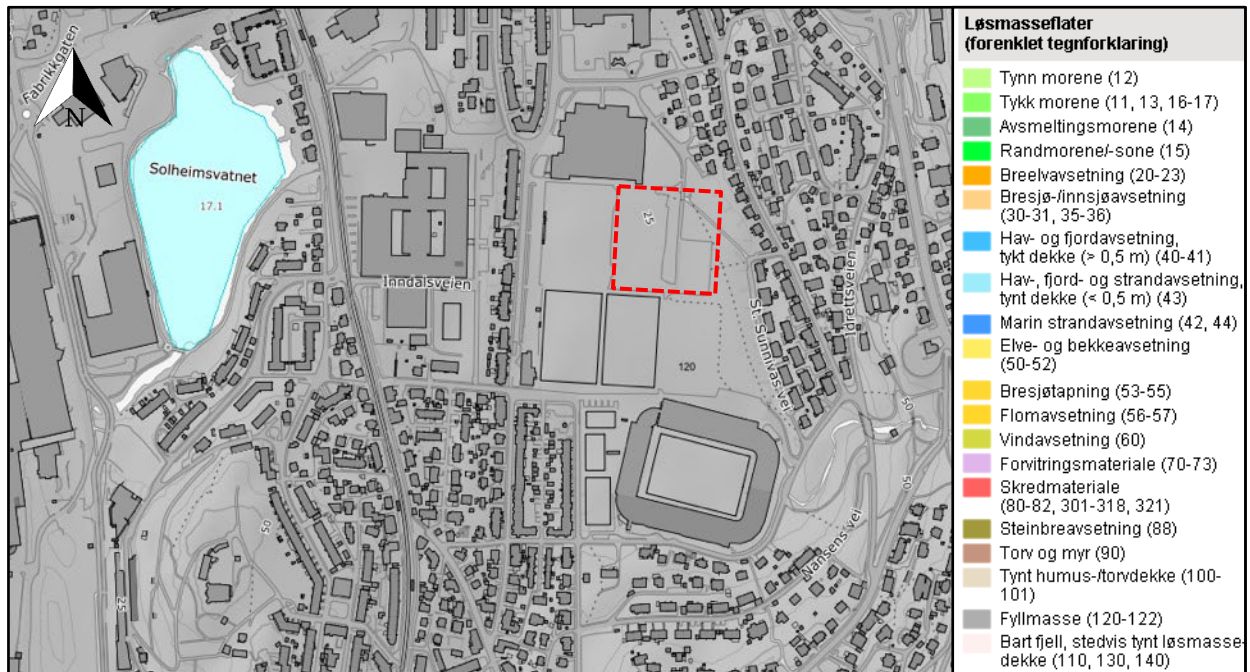 Fabrikkgaten
N
Solheimsvatnet
17.1
25
Inndalsveien
St. Sunnivas vei
Idrettsveien
120
50
50
50
25
Nansens vei
Løsmasseflater
(forenklet tegnforklaring)
Tynn morene (12)
Tykk morene (11, 13, 16-17)
Avsmeltingsmorene (14)
Randmorene/-sone (15)
Breelvavsetning (20-23)
Bresjø-/innsjøavsetning
(30-31, 35-36)
Hav- og fjordavsetning,
tykt dekke (> 0,5 m) (40-41)
Hav-, fjord- og strandavsetning,
tynt dekke (< 0,5 m) (43)
Marin strandavsetning (42, 44)
Elve- og bekkeavsetning
(50-52)
Bresjøtapning (53-55)
Flomavsetning (56-57)
Vindavsetning (60)
Forvitringsmateriale (70-73)
Skredmateriale
(80-82, 301-318, 321)
Steinbreavsetning (88)
Torv og myr (90)
Tynt humus-/torvdekke (100-
101)
Fyllmasse (120-122)
Bart fjell, stedvis tynt løsmasse-
dekke (110, 130, 140)